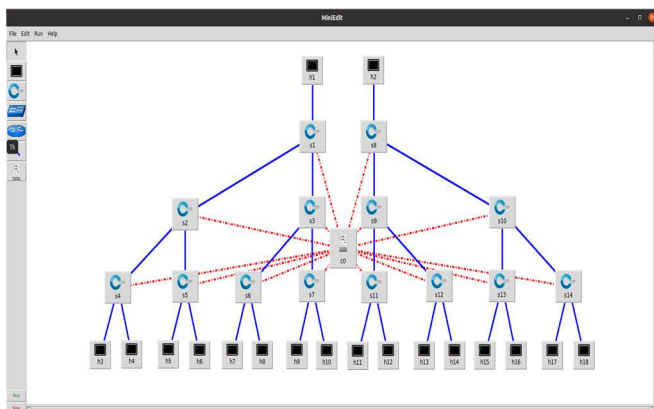 MiniEdit
File Edit Run Help
h1 h2
s1 s8
s2 s3 s9 s10
c0
s4 s5 s6 s7 s11 s12 s13 s14
h3 h4 h5 h6 h7 h8 h9 h10 h11 h12 h13 h14 h15 h16 h17 h18
Run